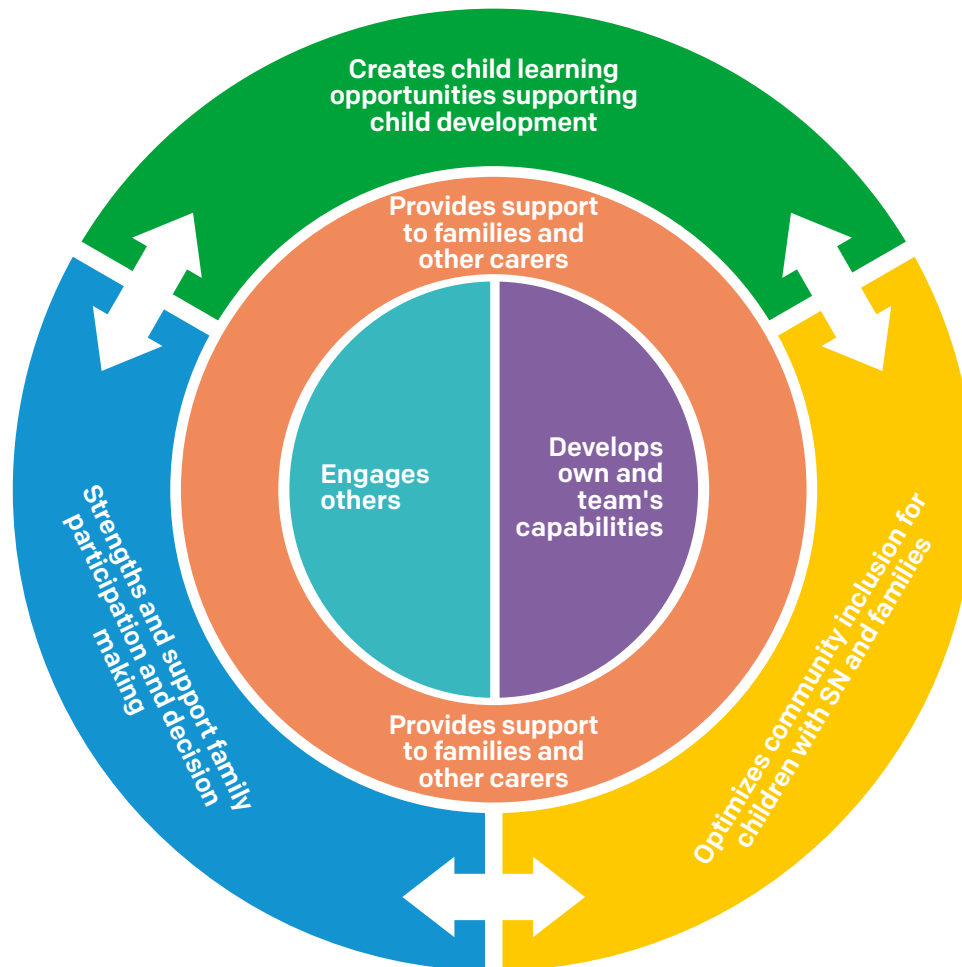 Creates child learning
opportunities supporting
child development
Provides support
to families and
other carers
Engages
others
Develops
own and
team's
capabilities
Strengths and support family
participation and decision
making
Optimizes community inclusion for
children with SN and families
Provides support
to families and
other carers